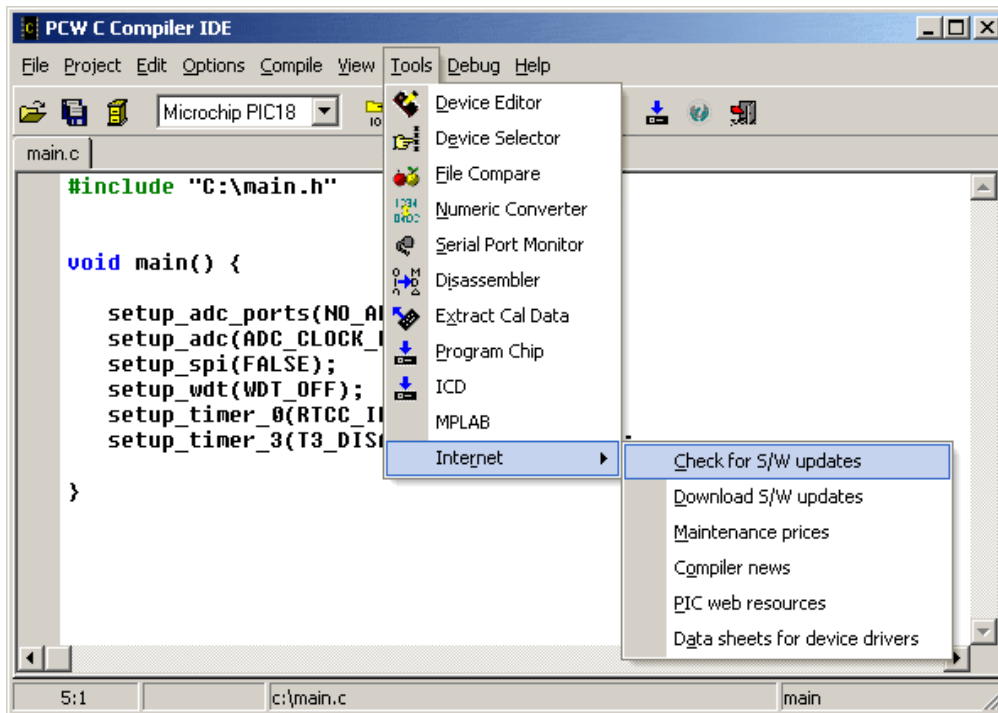 PCW C Compiler IDE
File Project Edit Options Compile View Tools Debug Help
Microchip PIC18
main.c
#include "C:\main.h"
void main() {
setup_adc_ports(NO_A
setup_adc(ADC_CLOCK_
setup_spi(FALSE);
setup_wdt(WDT_OFF);
setup_timer_0(RTCC_I
setup_timer_3(T3_DIS
}
Device Editor
Device Selector
File Compare
Numeric Converter
Serial Port Monitor
Disassembler
Extract Cal Data
Program Chip
ICD
MPLAB
Internet
Check for S/W updates
Download S/W updates
Maintenance prices
Compiler news
PIC web resources
Data sheets for device drivers
5:1 c:\main.c main